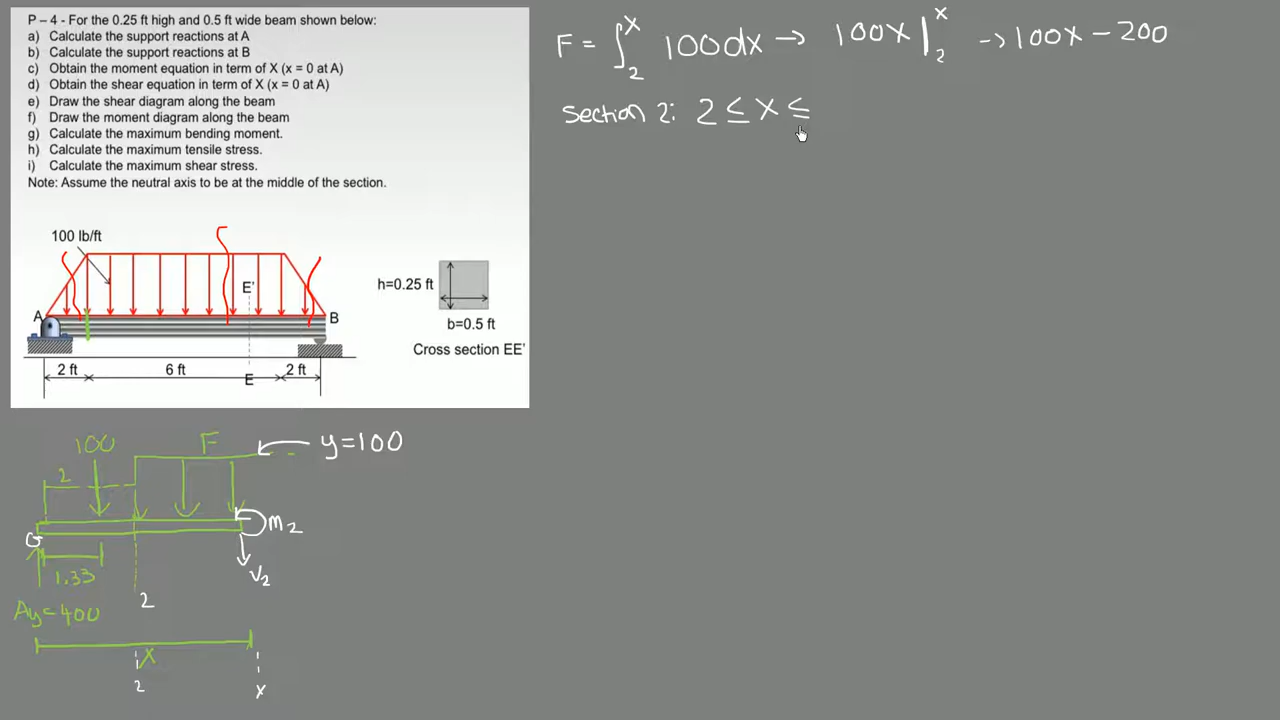 P – 4 - For the 0.25 ft high and 0.5 ft wide beam shown below:
a) Calculate the support reactions at A
b) Calculate the support reactions at B
c) Obtain the moment equation in term of X (x = 0 at A)
d) Obtain the shear equation in term of X (x = 0 at A)
e) Draw the shear diagram along the beam
f) Draw the moment diagram along the beam
g) Calculate the maximum bending moment.
h) Calculate the maximum tensile stress.
i) Calculate the maximum shear stress.
Note: Assume the neutral axis to be at the middle of the section.
100 lb/ft
E'
A
B
2 ft
6 ft
E
2 ft
h=0.25 ft
b=0.5 ft
Cross section EE'
F = ∫₂ˣ 100dx → 100x |₂ˣ → 100x − 200
Section 2: 2 ≤ x ≤
100
F
y=100
2
M2
1.33
V2
2
Ay=400
X
2
x